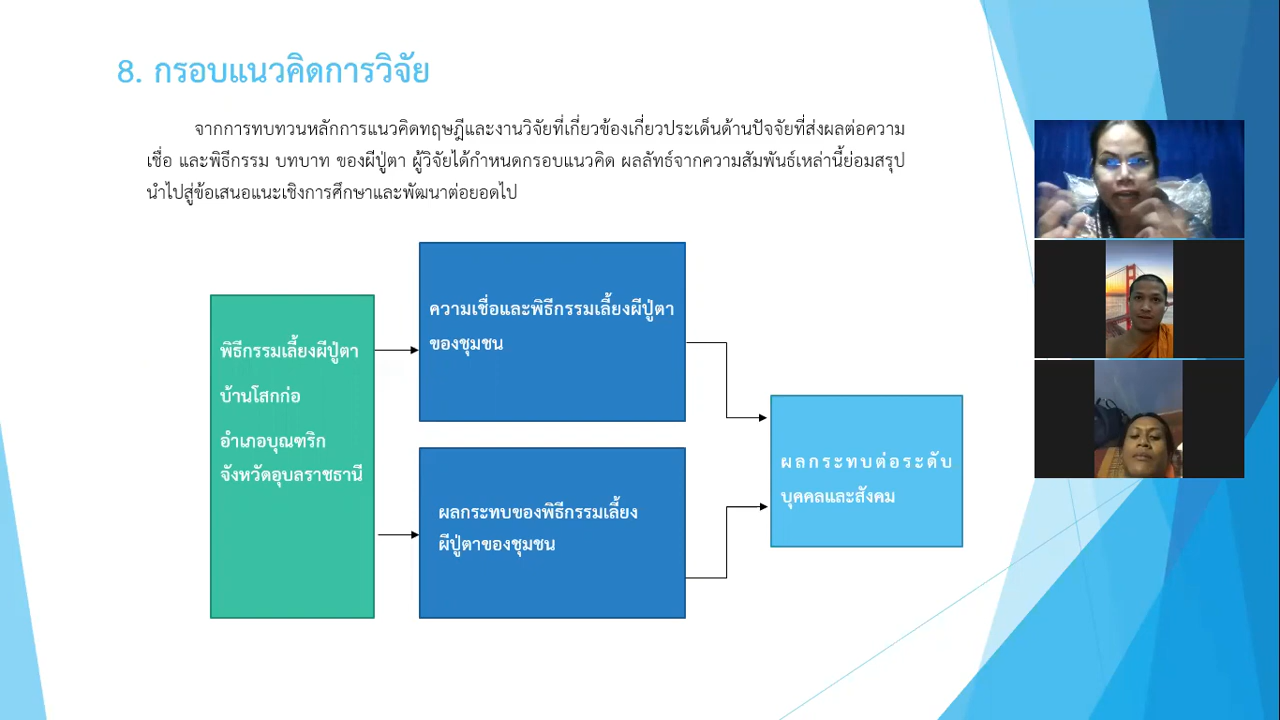 8. กรอบแนวคิดการวิจัย
จากการทบทวนหลักการแนวคิดทฤษฎีและงานวิจัยที่เกี่ยวข้องเกี่ยวประเด็นด้านปัจจัยที่ส่งผลต่อความ
เชื่อ และพิธีกรรม บทบาท ของผีปู่ตา ผู้วิจัยได้กำหนดกรอบแนวคิด ผลลัทธ์จากความสัมพันธ์เหล่านี้ย่อมสรุป
นำไปสู่ข้อเสนอแนะเชิงการศึกษาและพัฒนาต่อยอดไป
พิธีกรรมเลี้ยงผีปู่ตา
บ้านโสกก่อ
อำเภอบุณฑริก
จังหวัดอุบลราชธานี
ความเชื่อและพิธีกรรมเลี้ยงผีปู่ตา
ของชุมชน
ผลกระทบของพิธีกรรมเลี้ยง
ผีปู่ตาของชุมชน
ผลกระทบต่อระดับ
บุคคลและสังคม